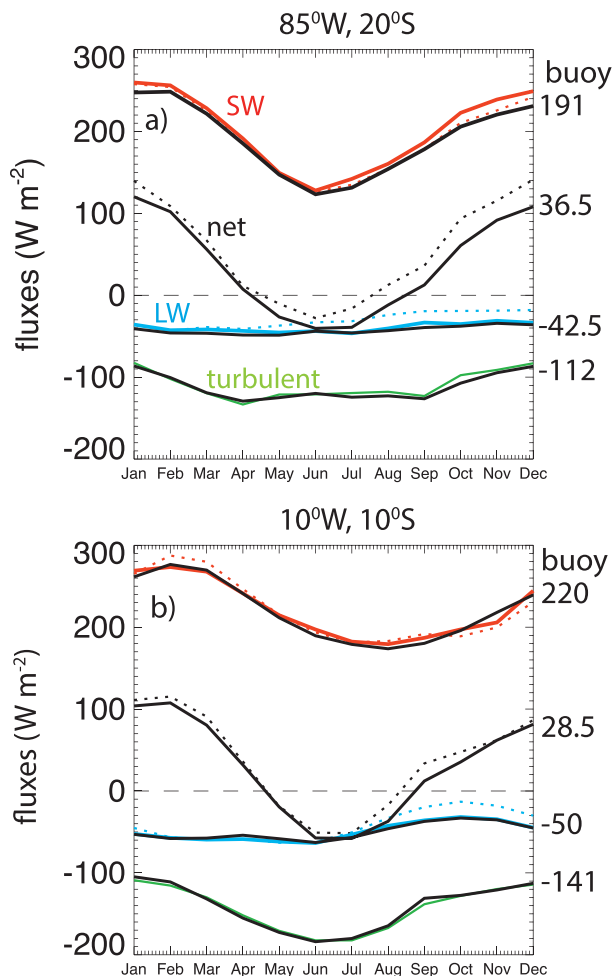 85⁰W, 20⁰S
300
buoy
SW
191
200
a)
100
net
36.5
0
LW
-42.5
-100
turbulent
-112
-200
fluxes (W m⁻²)
Jan Feb Mar Apr May Jun Jul Aug Sep Oct Nov Dec
10⁰W, 10⁰S
300
buoy
b)
220
200
100
28.5
0
-50
-100
-141
-200
fluxes (W m⁻²)
Jan Feb Mar Apr May Jun Jul Aug Sep Oct Nov Dec